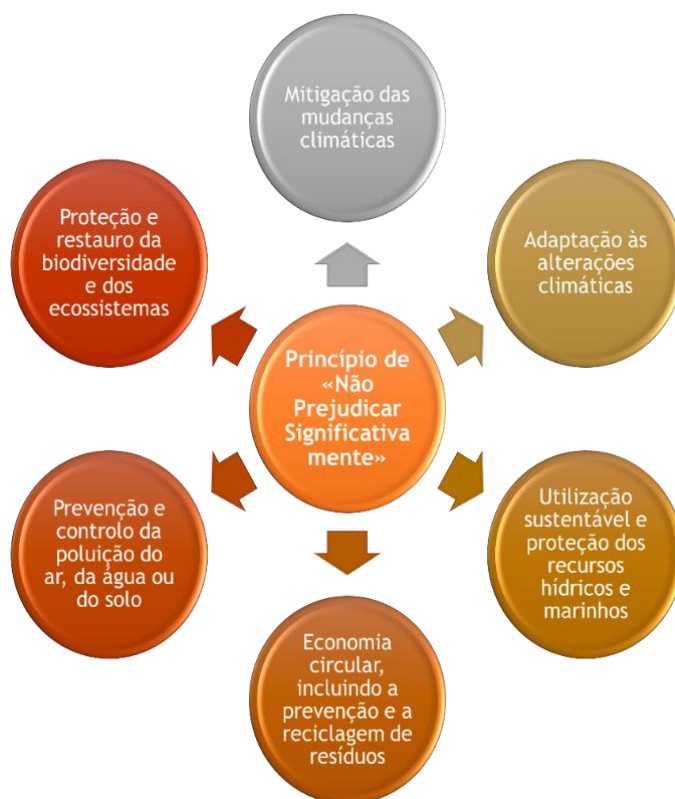 Mitigação das
mudanças
climáticas
Proteção e
restauro da
biodiversidade
e dos
ecossistemas
Adaptação às
alterações
climáticas
Princípio de
«Não
Prejudicar
Significativa
mente»
Prevenção e
controlo da
poluição do
ar, da água ou
do solo
Utilização
sustentável e
proteção dos
recursos
hídricos e
marinhos
Economia
circular,
incluindo a
prevenção e a
reciclagem de
resíduos